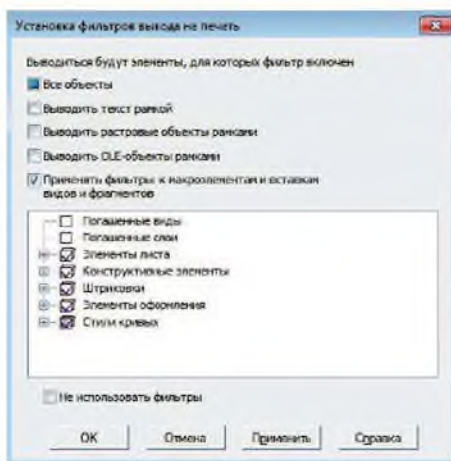 Установка фильтров вывода на печать
Выводиться будут элементы, для которых фильтр включен
Все объекты
Выводить текст рамкой
Выводить растровые объекты рамками
Выводить OLE-объекты рамками
Применять фильтры к макроэлементам и вставкам
видов и фрагментов
Погашенные виды
Погашенные слои
Элементы листа
Конструктивные элементы
Штриховки
Элементы оформления
Стили кривых
Не использовать фильтры
ОК Отмена Применить Справка